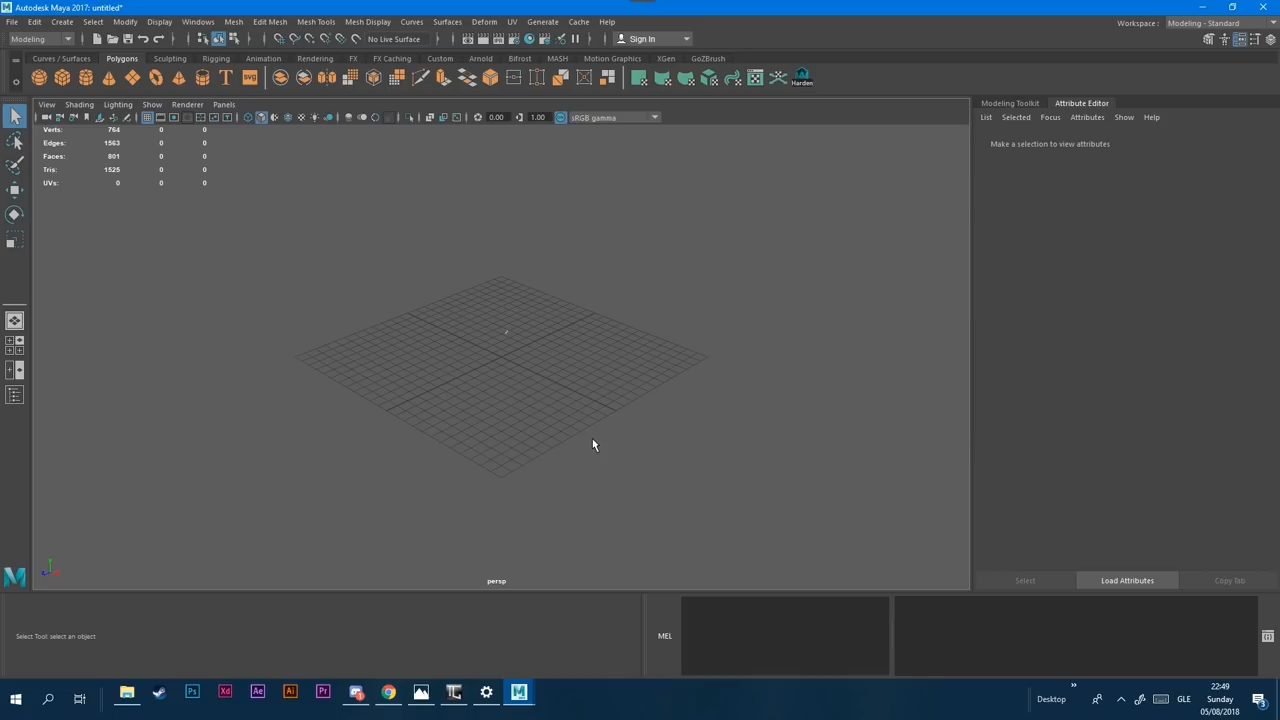 Autodesk Maya 2017: untitled*
File Edit Create Select Modify Display Windows Mesh Edit Mesh Mesh Tools Mesh Display Curves Surfaces Deform UV Generate Cache Help
Workspace : Modeling - Standard
Modeling No Live Surface Sign In
Curves / Surfaces Polygons Sculpting Rigging Animation Rendering FX FX Caching Custom Arnold Bifrost MASH Motion Graphics XGen GoZBrush
T SVG Harden
View Shading Lighting Show Renderer Panels
0.00 1.00 sRGB gamma
Verts: 764 0 0
Edges: 1563 0 0
Faces: 801 0 0
Tris: 1525 0 0
UVs: 0 0 0
persp
Modeling Toolkit Attribute Editor
List Selected Focus Attributes Show Help
Make a selection to view attributes
Select Load Attributes Copy Tab
Select Tool: select an object
MEL
Ps Xd Ae Ai Pr
Desktop
GLE
22:49
Sunday
05/08/2018